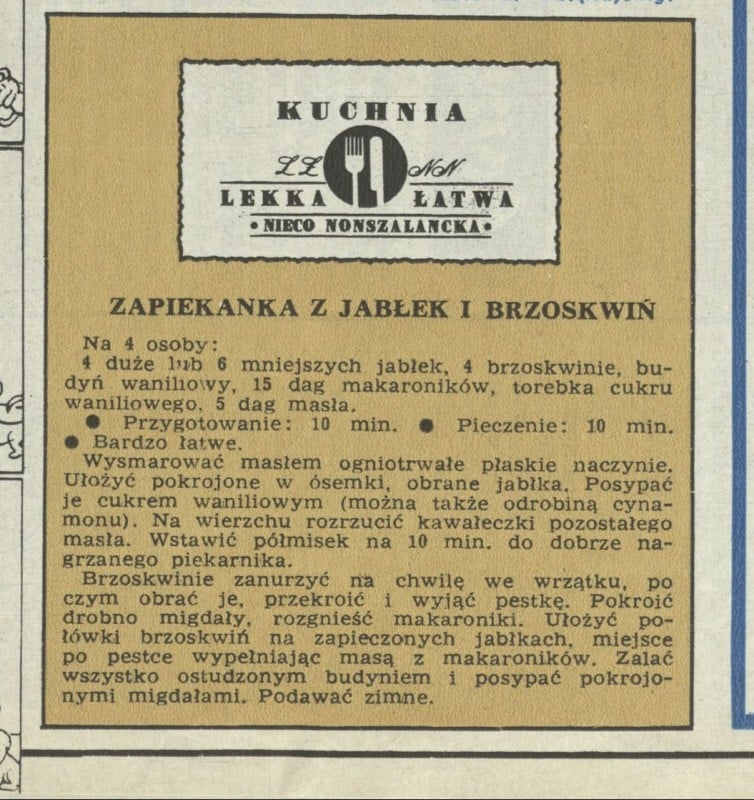 KUCHNIA
LŁ NN
LEKKA ŁATWA
• NIECO NONSZALANCKA •
ZAPIEKANKA Z JABŁEK I BRZOSKWIŃ
Na 4 osoby:
4 duże lub 6 mniejszych jabłek, 4 brzoskwinie, bu-
dyń waniliowy, 15 dag makaroników, torebka cukru
waniliowego, 5 dag masła.
● Przygotowanie: 10 min. ● Pieczenie: 10 min.
● Bardzo łatwe.
Wysmarować masłem ogniotrwałe płaskie naczynie.
Ułożyć pokrojone w ósemki, obrane jabłka. Posypać
je cukrem waniliowym (można także odrobiną cyna-
monu). Na wierzchu rozrzucić kawałeczki pozostałego
masła. Wstawić półmisek na 10 min. do dobrze na-
grzanego piekarnika.
Brzoskwinie zanurzyć na chwilę we wrzątku, po
czym obrać je, przekroić i wyjąć pestkę. Pokroić
drobno migdały, rozgnieść makaroniki. Ułożyć po-
łówki brzoskwiń na zapieczonych jabłkach, miejsce
po pestce wypełniając masą z makaroników. Zalać
wszystko ostudzonym budyniem i posypać pokrojo-
nymi migdałami. Podawać zimne.